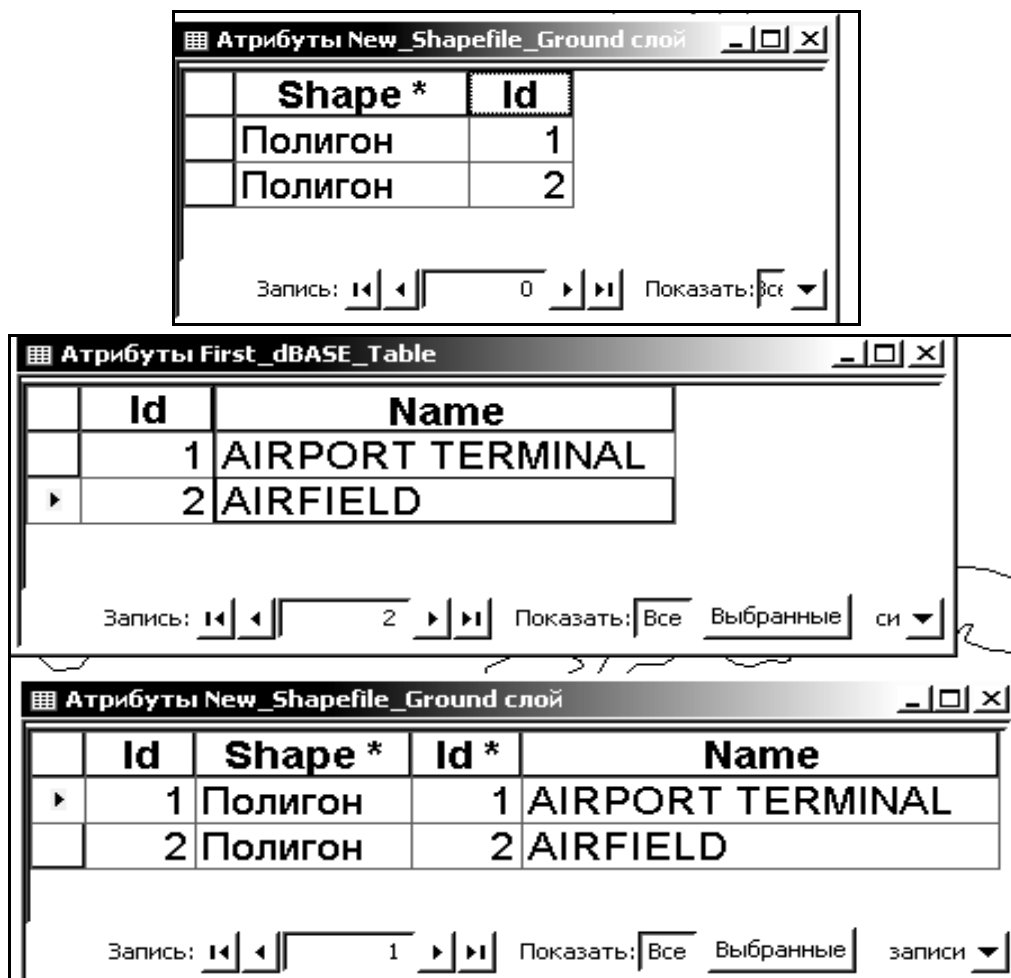 Атрибуты New_Shapefile_Ground слой
Shape * Id
Полигон 1
Полигон 2
Запись: 0 Показать: Все
Атрибуты First_dBASE_Table
Id Name
1 AIRPORT TERMINAL
2 AIRFIELD
Запись: 2 Показать: Все Выбранные си
Атрибуты New_Shapefile_Ground слой
Id Shape * Id * Name
1 Полигон 1 AIRPORT TERMINAL
2 Полигон 2 AIRFIELD
Запись: 1 Показать: Все Выбранные записи